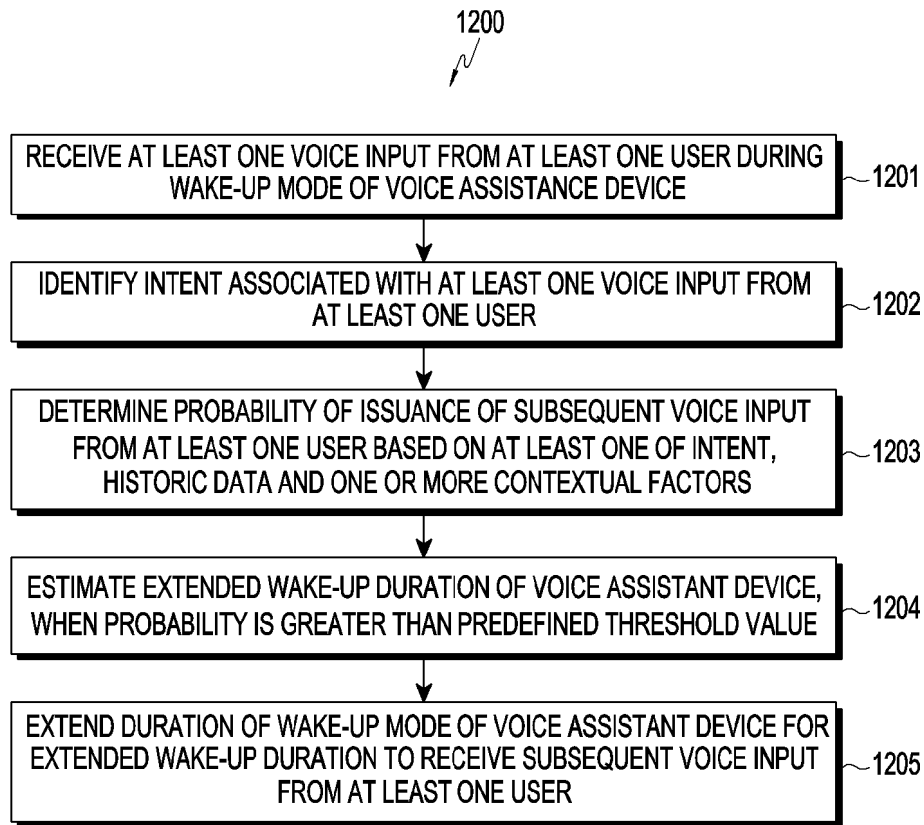 1200
RECEIVE AT LEAST ONE VOICE INPUT FROM AT LEAST ONE USER DURING
WAKE-UP MODE OF VOICE ASSISTANCE DEVICE
1201
IDENTIFY INTENT ASSOCIATED WITH AT LEAST ONE VOICE INPUT FROM
AT LEAST ONE USER
1202
DETERMINE PROBABILITY OF ISSUANCE OF SUBSEQUENT VOICE INPUT
FROM AT LEAST ONE USER BASED ON AT LEAST ONE OF INTENT,
HISTORIC DATA AND ONE OR MORE CONTEXTUAL FACTORS
1203
ESTIMATE EXTENDED WAKE-UP DURATION OF VOICE ASSISTANT DEVICE,
WHEN PROBABILITY IS GREATER THAN PREDEFINED THRESHOLD VALUE
1204
EXTEND DURATION OF WAKE-UP MODE OF VOICE ASSISTANT DEVICE FOR
EXTENDED WAKE-UP DURATION TO RECEIVE SUBSEQUENT VOICE INPUT
FROM AT LEAST ONE USER
1205